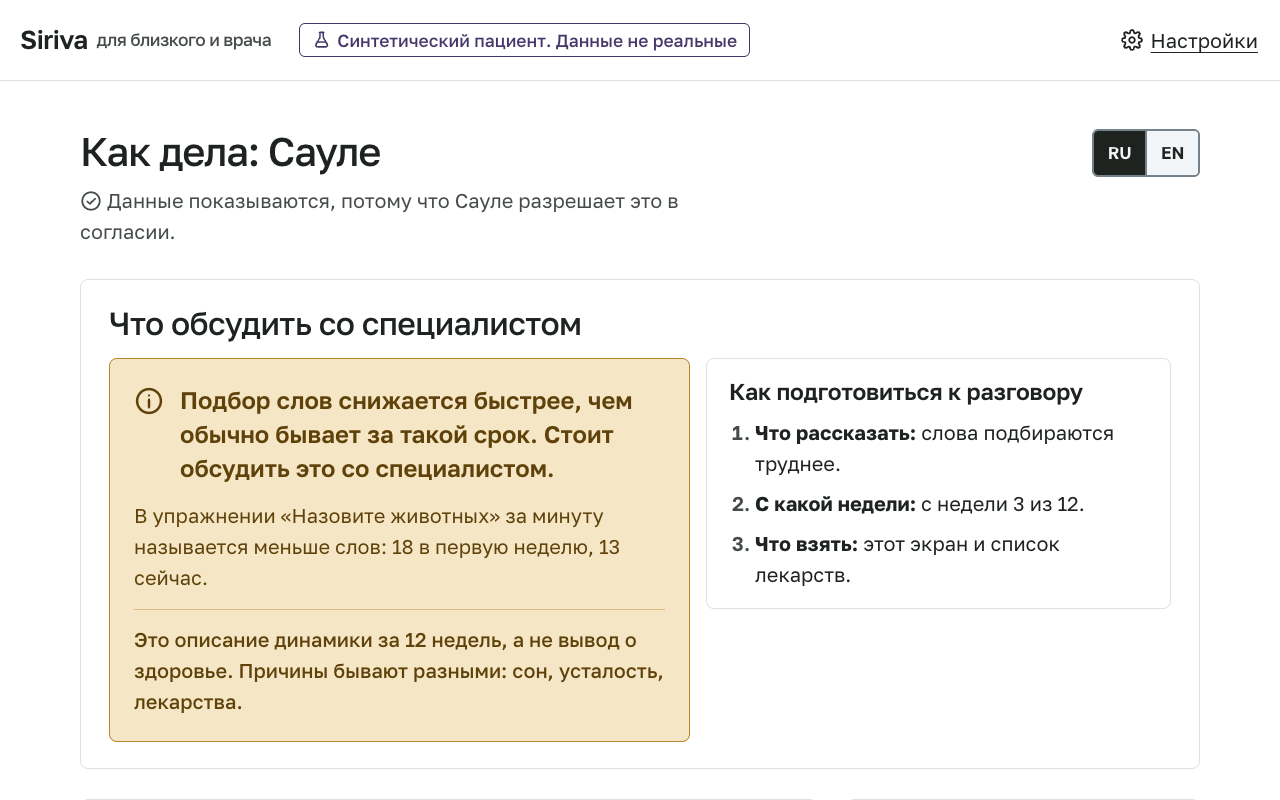 Siriva для близкого и врача
Синтетический пациент. Данные не реальные
Настройки
Как дела: Сауле
RU EN
Данные показываются, потому что Сауле разрешает это в
согласии.
Что обсудить со специалистом
Подбор слов снижается быстрее, чем
обычно бывает за такой срок. Стоит
обсудить это со специалистом.
В упражнении «Назовите животных» за минуту
называется меньше слов: 18 в первую неделю, 13
сейчас.
Это описание динамики за 12 недель, а не вывод о
здоровье. Причины бывают разными: сон, усталость,
лекарства.
Как подготовиться к разговору
1. Что рассказать: слова подбираются
труднее.
2. С какой недели: с недели 3 из 12.
3. Что взять: этот экран и список
лекарств.